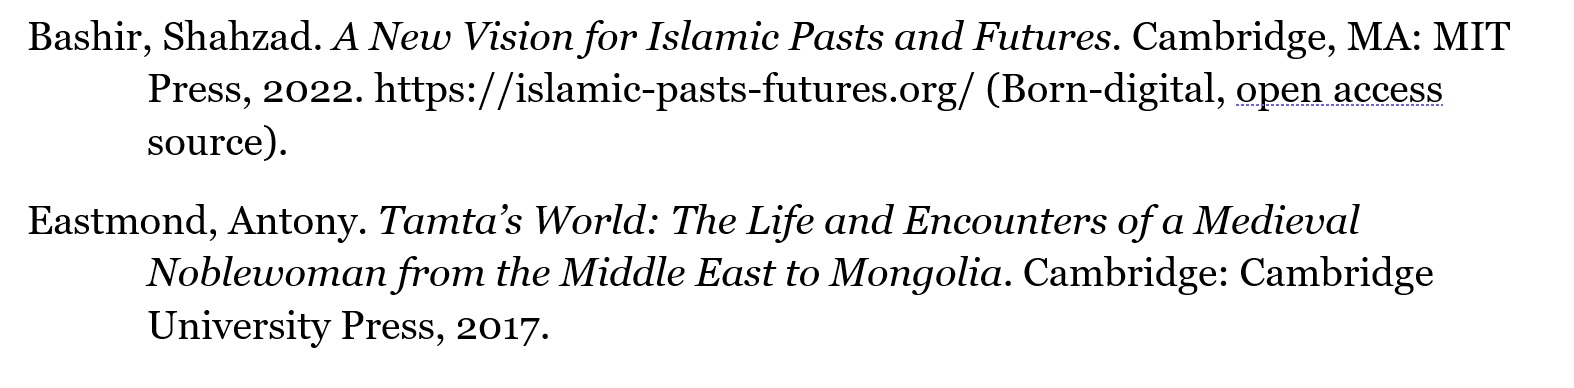 Bashir, Shahzad. A New Vision for Islamic Pasts and Futures. Cambridge, MA: MIT
Press, 2022. https://islamic-pasts-futures.org/ (Born-digital, open access
source).
Eastmond, Antony. Tamta’s World: The Life and Encounters of a Medieval
Noblewoman from the Middle East to Mongolia. Cambridge: Cambridge
University Press, 2017.